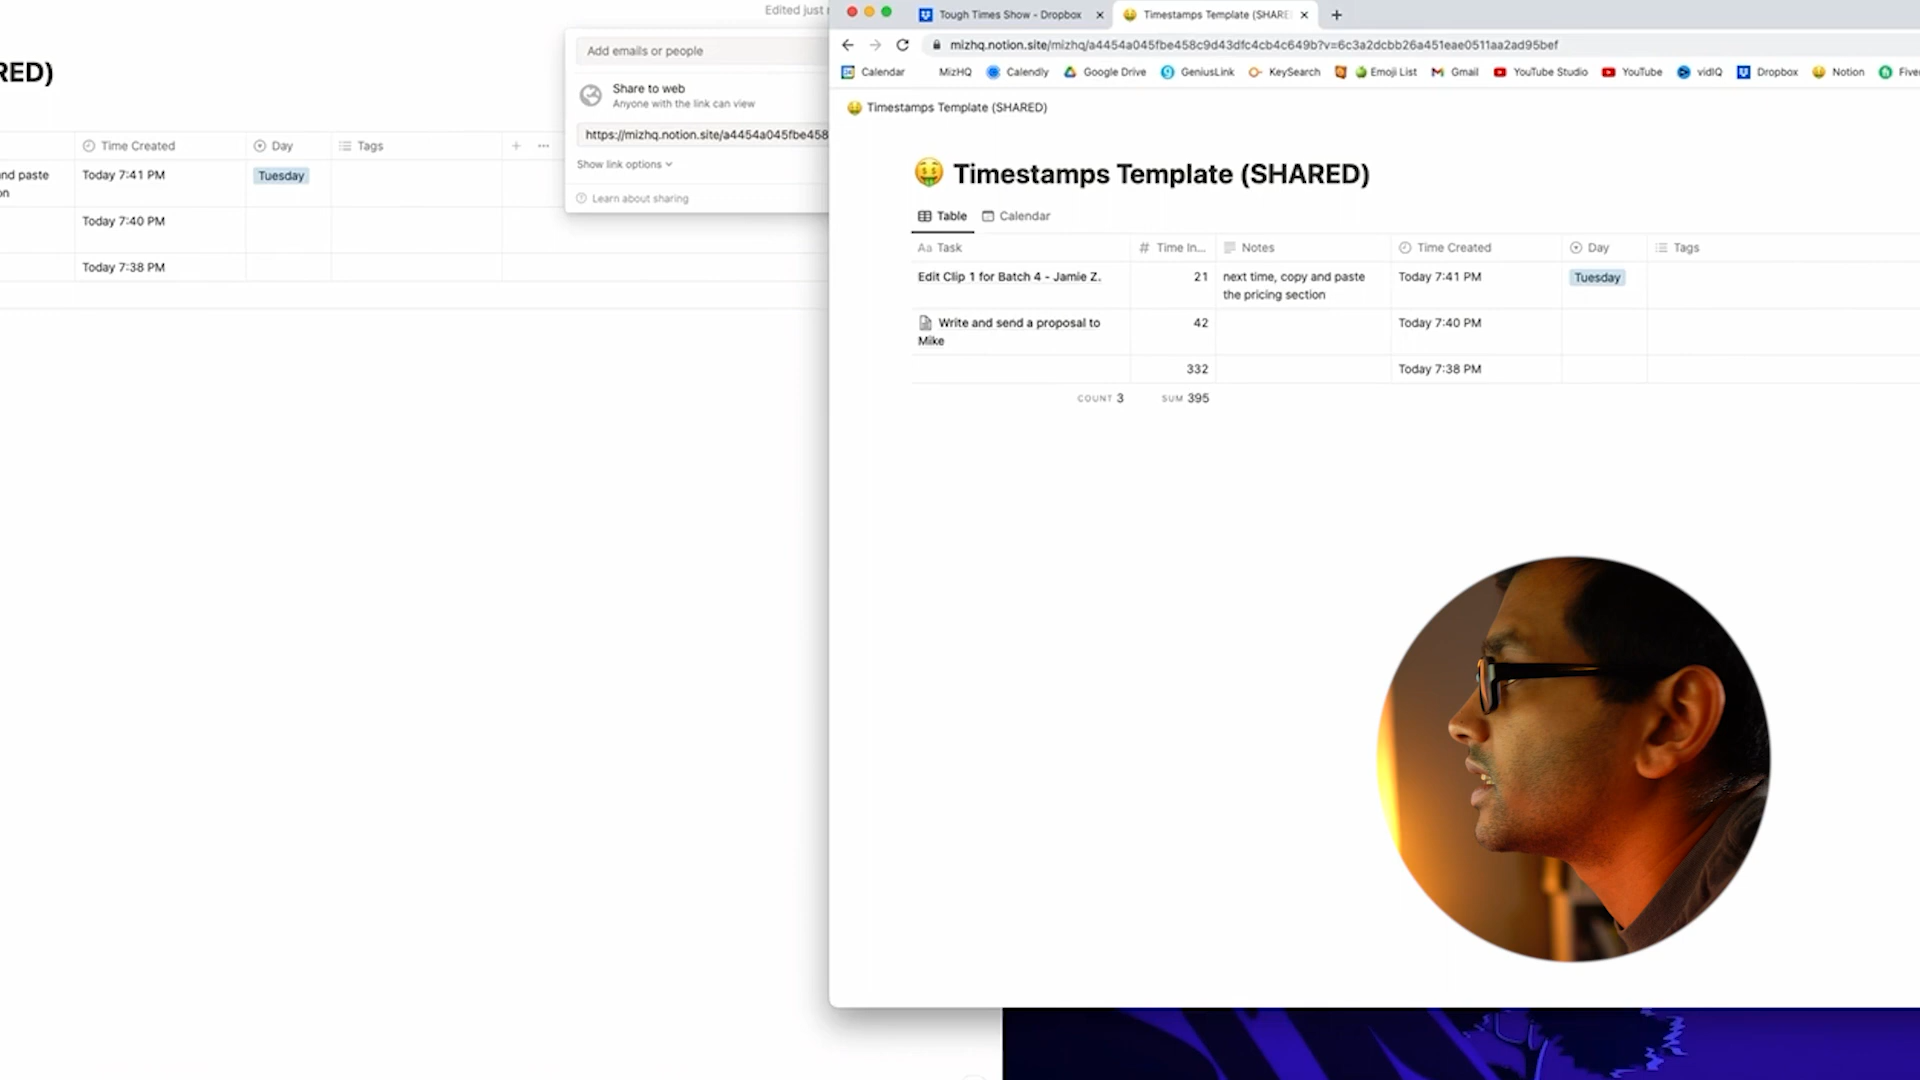 Edited just
RED)
Time Created
Day
Tags
nd paste
on
Today 7:41 PM
Tuesday
Today 7:40 PM
Today 7:38 PM
Add emails or people
Share to web
Anyone with the link can view
https://mizhq.notion.site/a4454a045fbe458
Show link options
Learn about sharing
Tough Times Show - Dropbox
Timestamps Template (SHARE
mizhq.notion.site/mizhq/a4454a045fbe458c9d43dfc4cb4c649b?v=6c3a2dcbb26a451eae0511aa2ad95bef
Calendar MizHQ Calendly Google Drive GeniusLink KeySearch Emoji List Gmail YouTube Studio YouTube vidIQ Dropbox Notion Fiver
Timestamps Template (SHARED)
Timestamps Template (SHARED)
Table Calendar
Aa Task # Time In... Notes Time Created Day Tags
Edit Clip 1 for Batch 4 - Jamie Z. 21 next time, copy and paste Today 7:41 PM Tuesday
the pricing section
Write and send a proposal to 42 Today 7:40 PM
Mike
332 Today 7:38 PM
COUNT 3 SUM 395